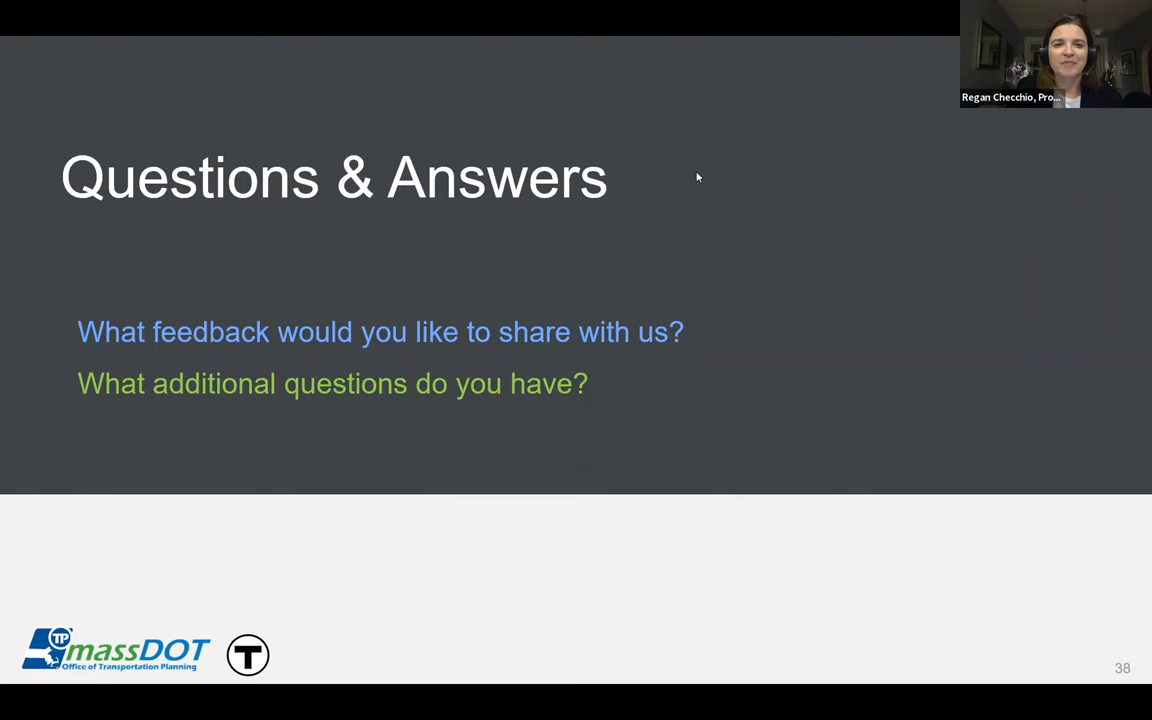 Regan Checchio, Pro...
Questions & Answers
What feedback would you like to share with us?
What additional questions do you have?
TP
massDOT
Office of Transportation Planning
T
38